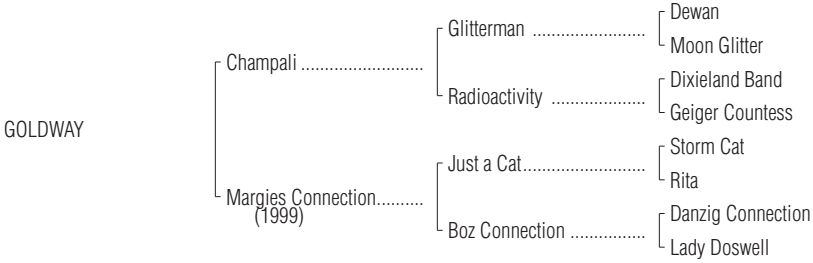 Dewan
Glitterman ........................
Moon Glitter
Champali ..........................
Dixieland Band
Radioactivity ....................
Geiger Countess
GOLDWAY
Storm Cat
Just a Cat..........................
Rita
Margies Connection..........
(1999)
Danzig Connection
Boz Connection ................
Lady Doswell